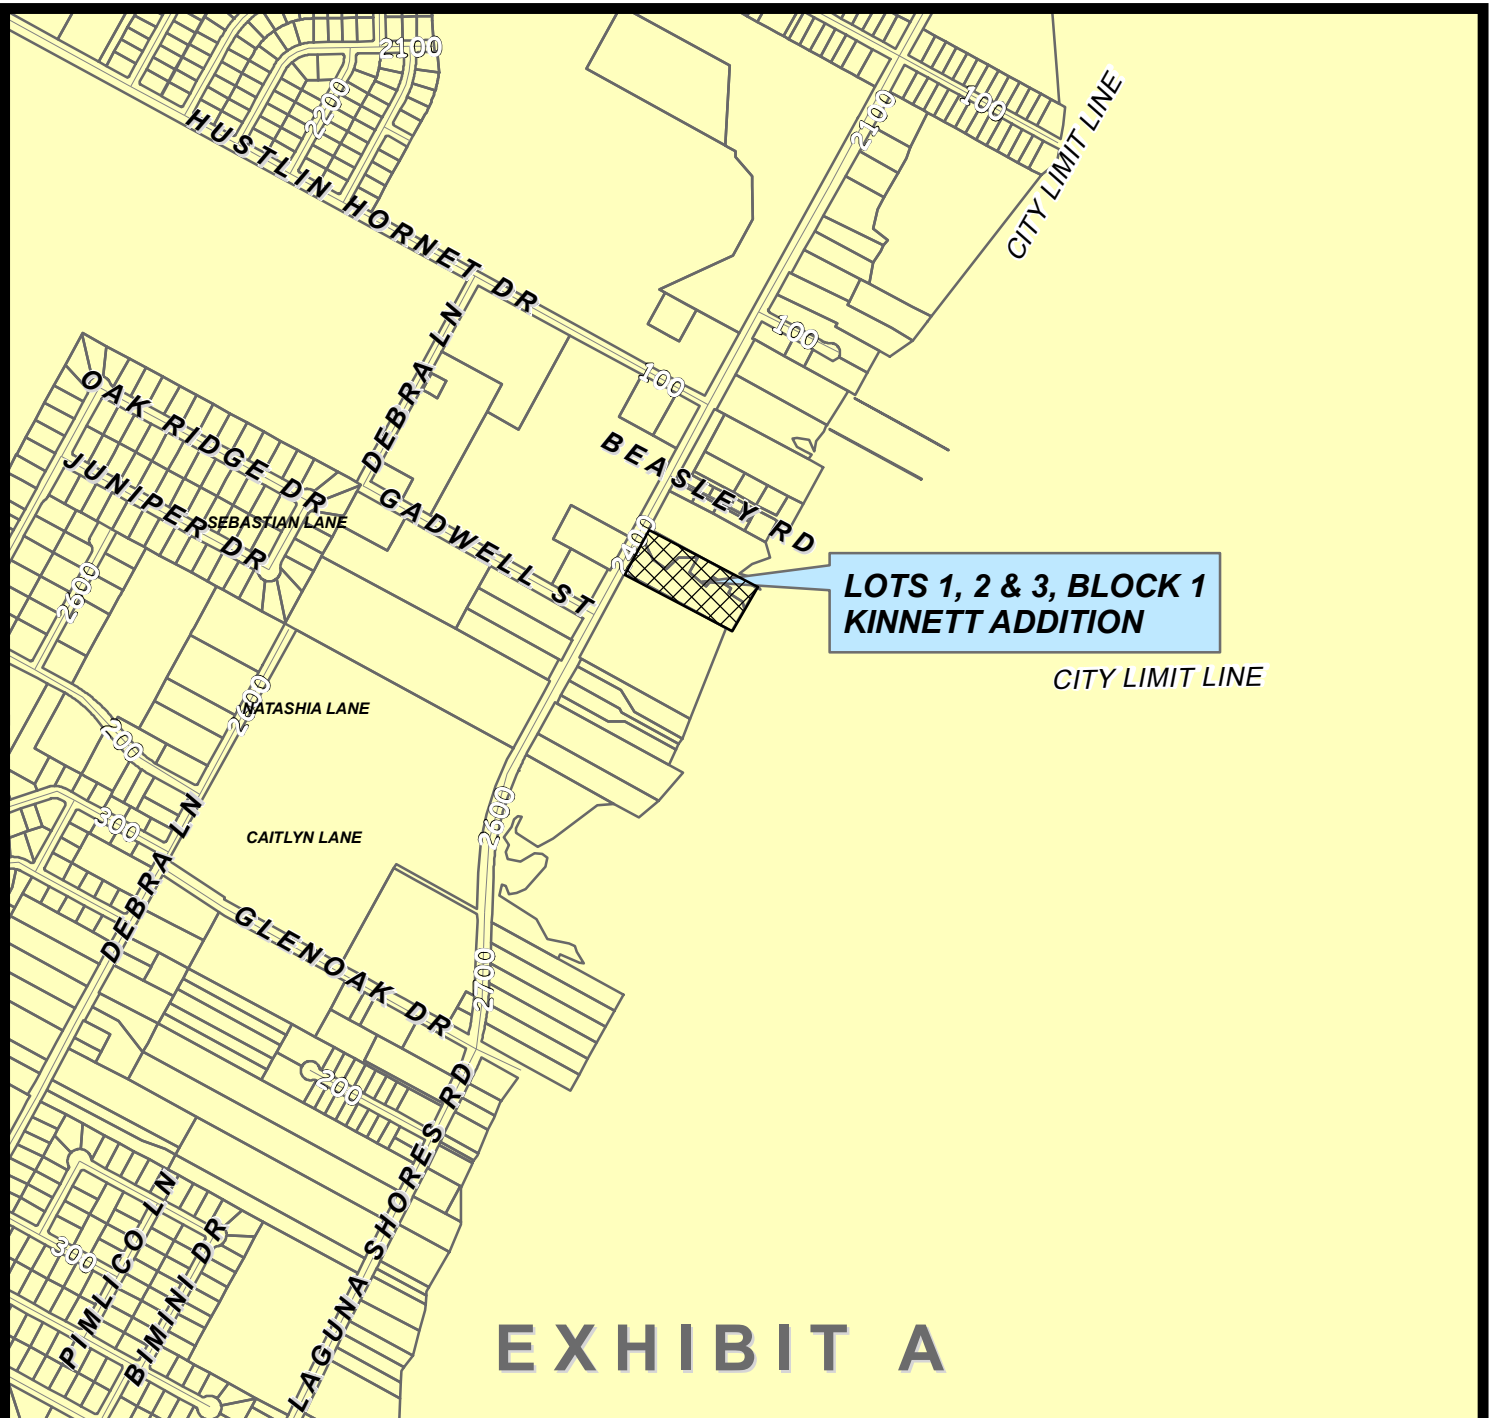 2100
2200
100
2100
CITY LIMIT LINE
HUSTLIN HORNET DR
DEBRA LN
100
100
OAK RIDGE DR
JUNIPER DR
SEBASTIAN LANE
GADWELL ST
BEASLEY RD
2400
LOTS 1, 2 & 3, BLOCK 1
KINNETT ADDITION
CITY LIMIT LINE
2600
2600
NATASHIA LANE
200
300
DEBRA LN
CAITLYN LANE
2600
GLENOAK DR
2700
200
LAGUNA SHORES RD
300
PIMLICO LN
BIMINI DR
EXHIBIT A